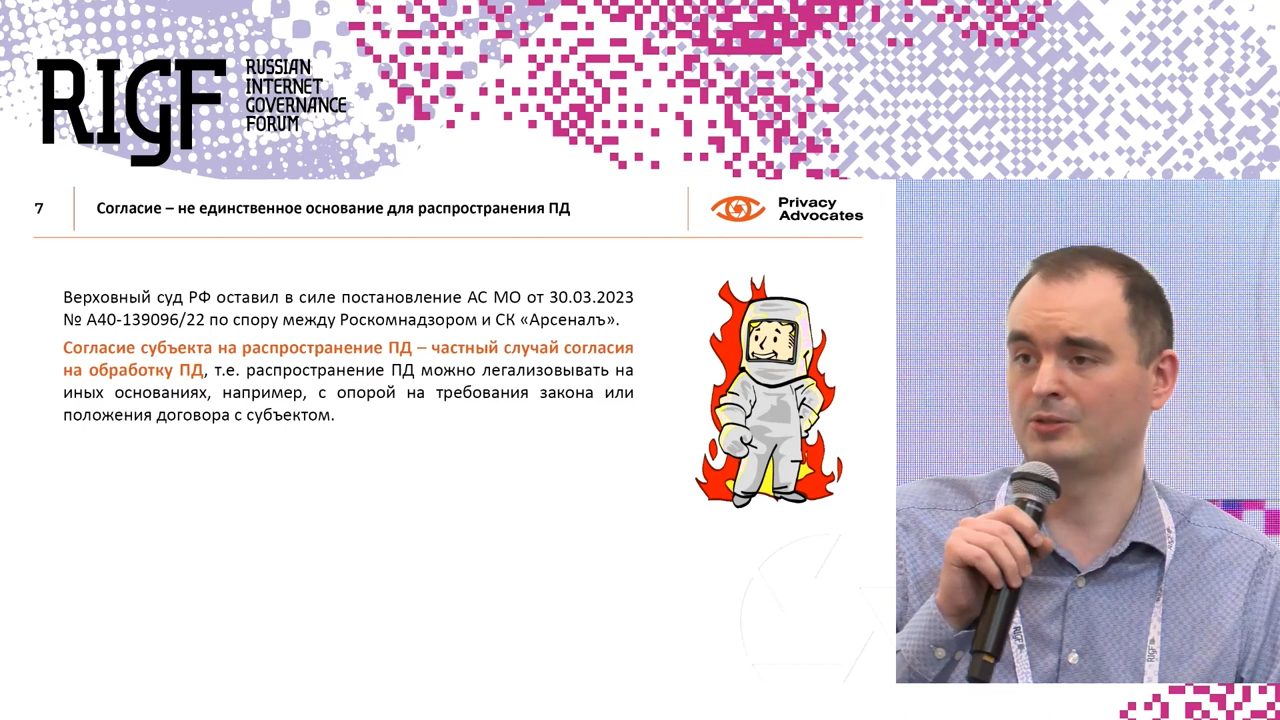 RIGF
RUSSIAN
INTERNET
GOVERNANCE
FORUM
7
Согласие – не единственное основание для распространения ПД
Privacy
Advocates
Верховный суд РФ оставил в силе постановление АС МО от 30.03.2023
№ А40-139096/22 по спору между Роскомнадзором и СК «Арсеналъ».
Согласие субъекта на распространение ПД – частный случай согласия
на обработку ПД, т.е. распространение ПД можно легализовывать на
иных основаниях, например, с опорой на требования закона или
положения договора с субъектом.
RIGF
RIGF